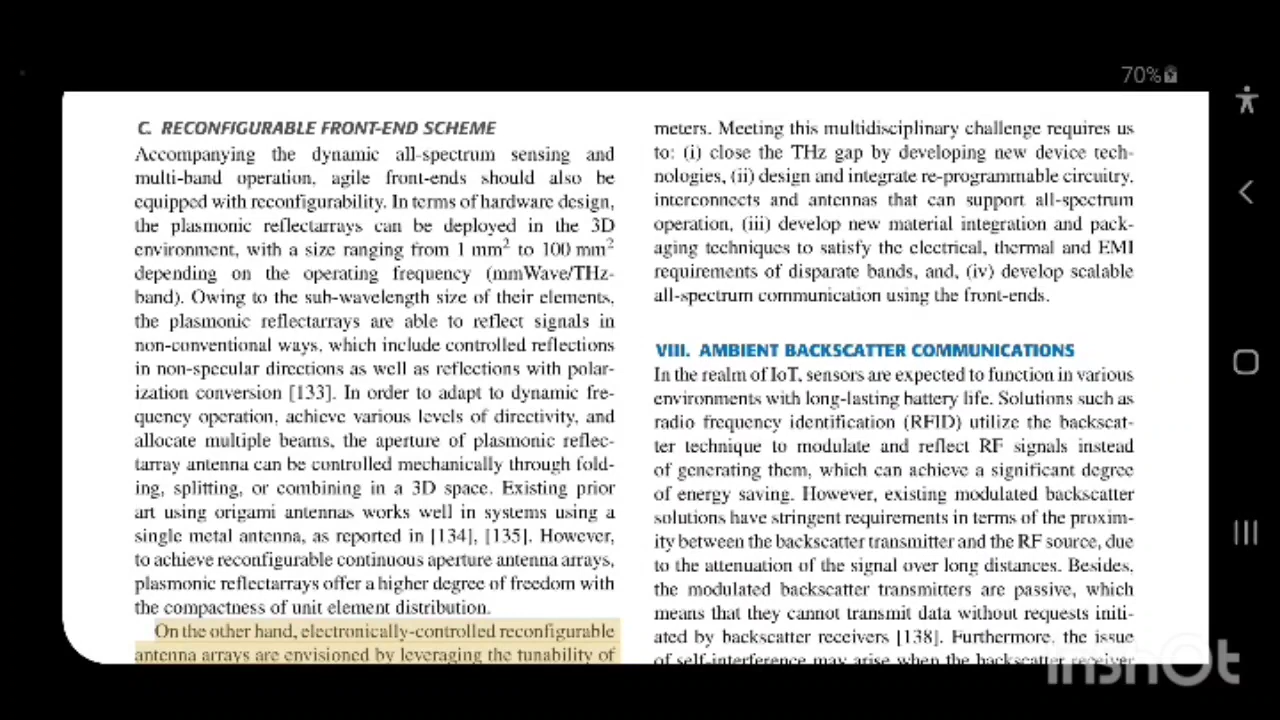 70%
C. RECONFIGURABLE FRONT-END SCHEME
Accompanying the dynamic all-spectrum sensing and
multi-band operation, agile front-ends should also be
equipped with reconfigurability. In terms of hardware design,
the plasmonic reflectarrays can be deployed in the 3D
environment, with a size ranging from 1 mm² to 100 mm²
depending on the operating frequency (mmWave/THz-
band). Owing to the sub-wavelength size of their elements,
the plasmonic reflectarrays are able to reflect signals in
non-conventional ways, which include controlled reflections
in non-specular directions as well as reflections with polar-
ization conversion [133]. In order to adapt to dynamic fre-
quency operation, achieve various levels of directivity, and
allocate multiple beams, the aperture of plasmonic reflec-
tarray antenna can be controlled mechanically through fold-
ing, splitting, or combining in a 3D space. Existing prior
art using origami antennas works well in systems using a
single metal antenna, as reported in [134], [135]. However,
to achieve reconfigurable continuous aperture antenna arrays,
plasmonic reflectarrays offer a higher degree of freedom with
the compactness of unit element distribution.
On the other hand, electronically-controlled reconfigurable
antenna arrays are envisioned by leveraging the tunability of
meters. Meeting this multidisciplinary challenge requires us
to: (i) close the THz gap by developing new device tech-
nologies, (ii) design and integrate re-programmable circuitry,
interconnects and antennas that can support all-spectrum
operation, (iii) develop new material integration and pack-
aging techniques to satisfy the electrical, thermal and EMI
requirements of disparate bands, and, (iv) develop scalable
all-spectrum communication using the front-ends.
VIII. AMBIENT BACKSCATTER COMMUNICATIONS
In the realm of IoT, sensors are expected to function in various
environments with long-lasting battery life. Solutions such as
radio frequency identification (RFID) utilize the backscat-
ter technique to modulate and reflect RF signals instead
of generating them, which can achieve a significant degree
of energy saving. However, existing modulated backscatter
solutions have stringent requirements in terms of the proxim-
ity between the backscatter transmitter and the RF source, due
to the attenuation of the signal over long distances. Besides,
the modulated backscatter transmitters are passive, which
means that they cannot transmit data without requests initi-
ated by backscatter receivers [138]. Furthermore, the issue
of self-interference may arise when the backscatter receiver
InShOt